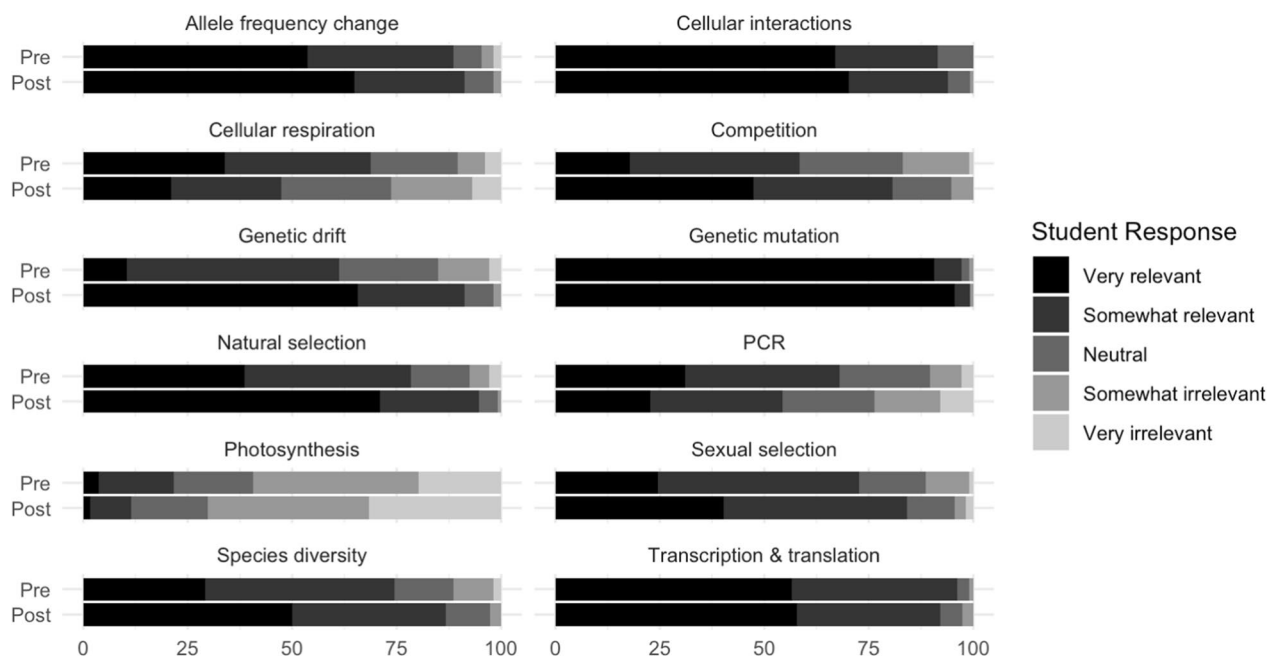 Allele frequency change
Cellular interactions
Pre
Post
Cellular respiration
Competition
Pre
Post
Genetic drift
Genetic mutation
Pre
Post
Natural selection
PCR
Pre
Post
Photosynthesis
Sexual selection
Pre
Post
Species diversity
Transcription & translation
Pre
Post
0 25 50 75 100
0 25 50 75 100
Student Response
Very relevant
Somewhat relevant
Neutral
Somewhat irrelevant
Very irrelevant